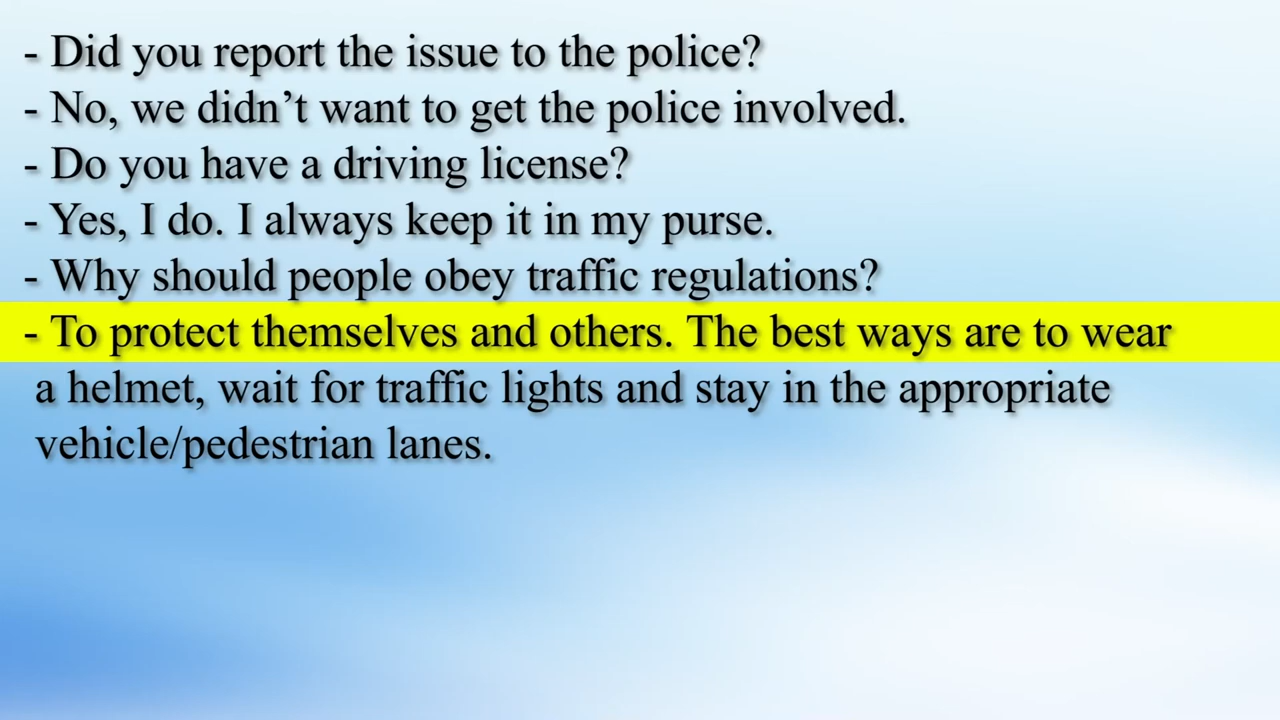 - Did you report the issue to the police?
- No, we didn’t want to get the police involved.
- Do you have a driving license?
- Yes, I do. I always keep it in my purse.
- Why should people obey traffic regulations?
- To protect themselves and others. The best ways are to wear
a helmet, wait for traffic lights and stay in the appropriate
vehicle/pedestrian lanes.